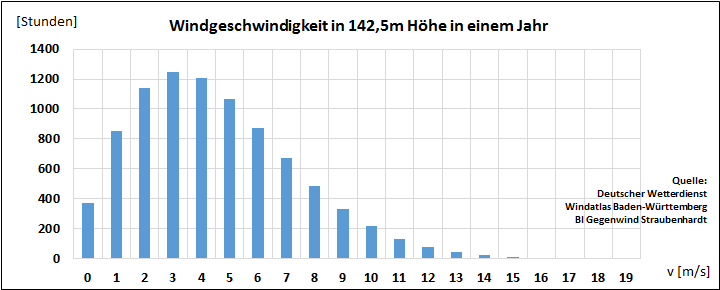 [Stunden]
Windgeschwindigkeit in 142,5m Höhe in einem Jahr
1400
1200
1000
800
600
400
200
0
Quelle:
Deutscher Wetterdienst
Windatlas Baden-Württemberg
BI Gegenwind Straubenhardt
0 1 2 3 4 5 6 7 8 9 10 11 12 13 14 15 16 17 18 19
v [m/s]